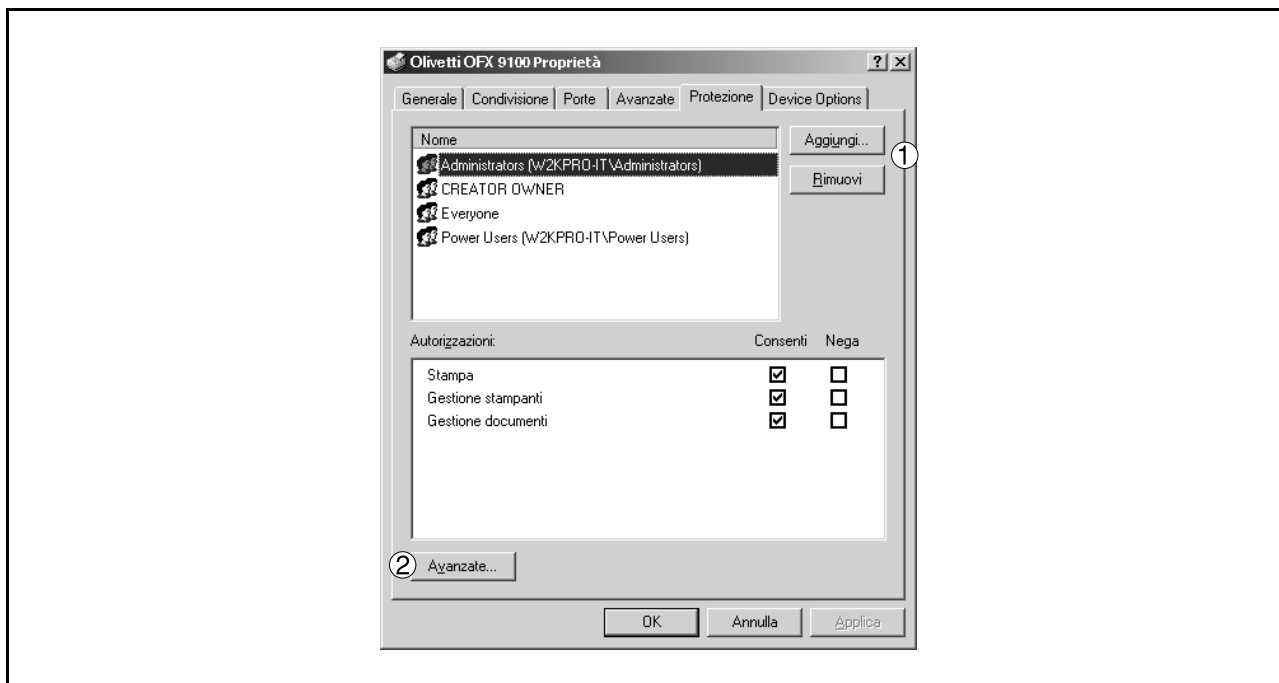 Olivetti OFX 9100 Proprietà
Generale Condivisione Porte Avanzate Protezione Device Options
Nome
Aggiungi...
①
Administrators (W2KPRO-IT\Administrators)
Rimuovi
CREATOR OWNER
Everyone
Power Users (W2KPRO-IT\Power Users)
Autorizzazioni: Consenti Nega
Stampa
Gestione stampanti
Gestione documenti
② Avanzate...
OK Annulla Applica